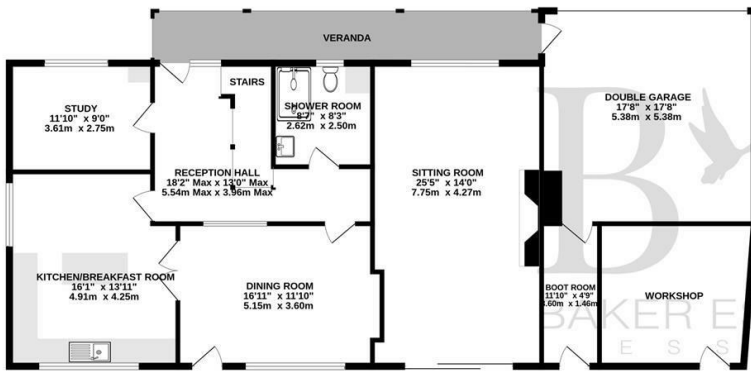 VERANDA
STAIRS
STUDY
11'10" x 9'0"
3.61m x 2.75m
SHOWER ROOM
8'7" x 8'3"
2.62m x 2.50m
DOUBLE GARAGE
17'8" x 17'8"
5.38m x 5.38m
RECEPTION HALL
18'2" Max x 13'0" Max
5.54m Max x 3.96m Max
SITTING ROOM
25'5" x 14'0"
7.75m x 4.27m
KITCHEN/BREAKFAST ROOM
16'1" x 13'11"
4.91m x 4.25m
DINING ROOM
16'11" x 11'10"
5.15m x 3.60m
BOOT ROOM
11'10" x 4'9"
3.60m x 1.46m
WORKSHOP
B
BAKER E
E S S